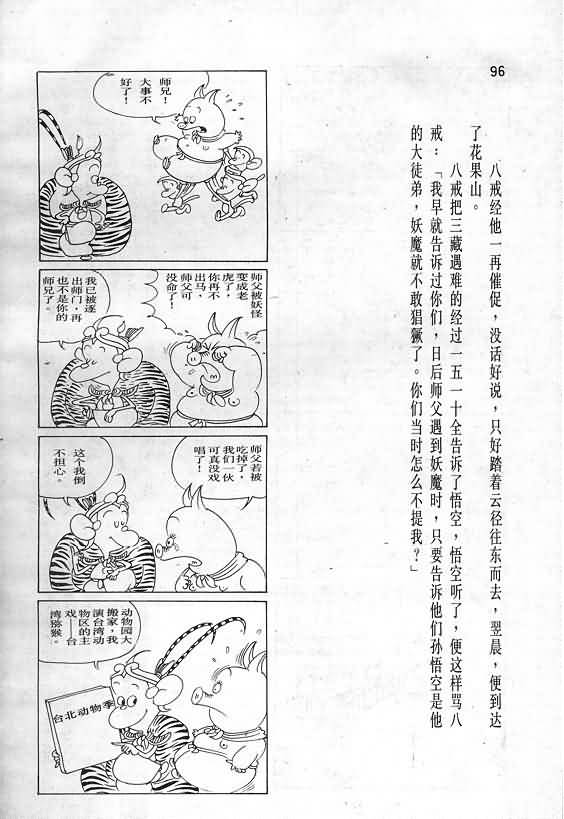 96
八戒经他一再催促，没话好说，只好踏着云径往东而去，翌晨，便到达
了花果山。
八戒把三藏遇难的经过一五一十全告诉了悟空，悟空听了，便这样骂八
戒：「我早就告诉过你们，日后师父遇到妖魔时，只要告诉他们孙悟空是他
的大徒弟，妖魔就不敢猖獗了。你们当时怎么不提我？」
师兄！
大事不
好了！
师父被妖怪
变成老
虎了，
你再不
出马，
师父可
没命了！
我已被逐
出师门，再
也不是你的
师兄了。
师父若被
吃掉了，
我们一伙
可真没戏
唱了！
这个我倒
不担心。
动物园大
搬家，我
演台湾动
物区的主
戏—台
湾猕猴。
台北动物季